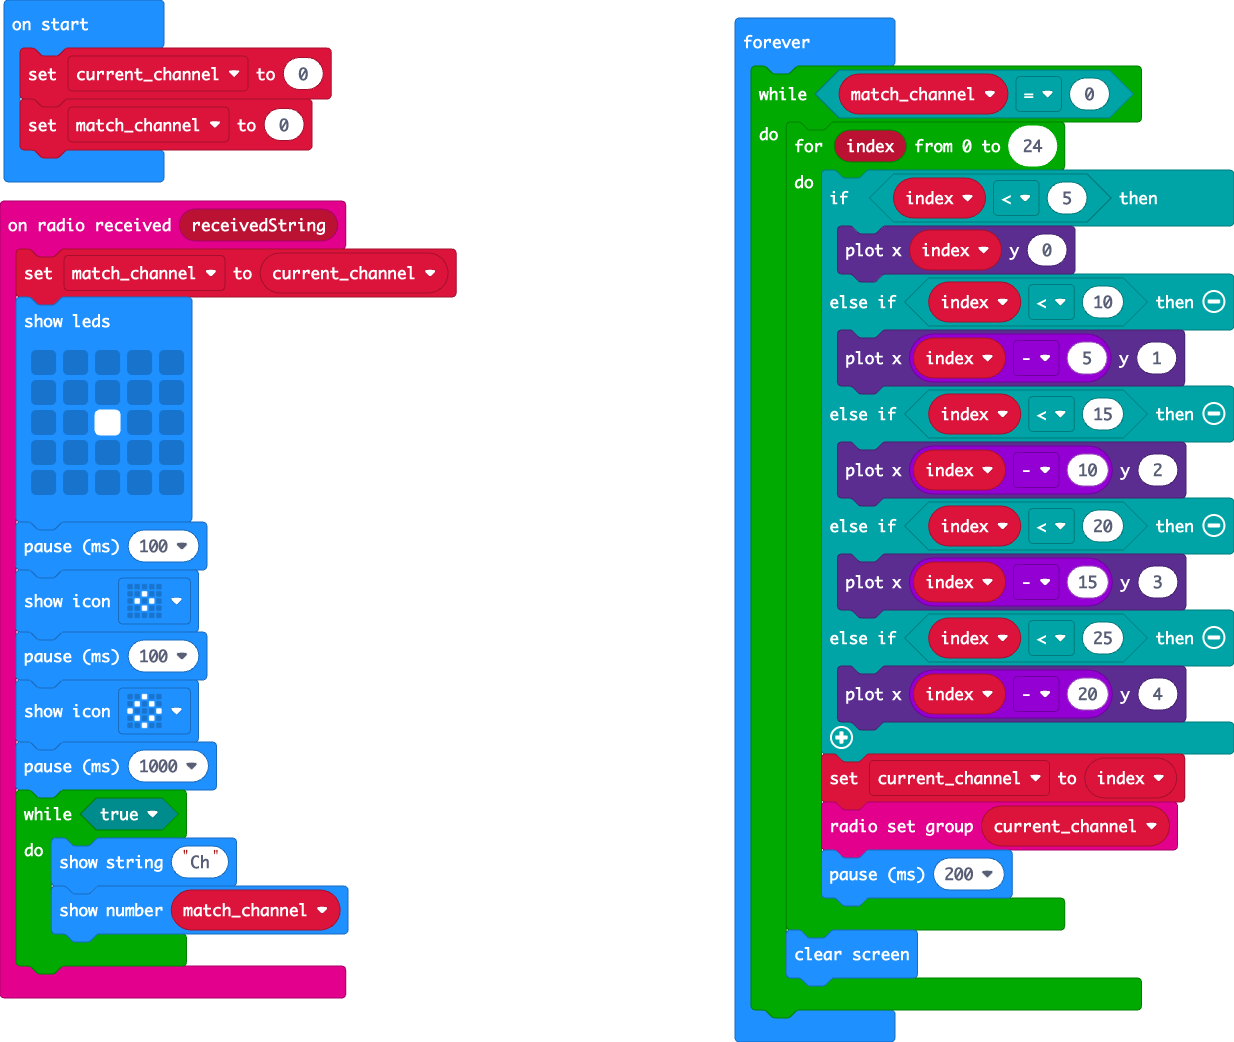 on start
set current_channel to 0
set match_channel to 0
on radio received receivedString
set match_channel to current_channel
show leds
pause (ms) 100
show icon
pause (ms) 100
show icon
pause (ms) 1000
while true
do
show string "Ch"
show number match_channel
forever
while match_channel = 0
do
for index from 0 to 24
do
if index < 5 then
plot x index y 0
else if index < 10 then
plot x index - 5 y 1
else if index < 15 then
plot x index - 10 y 2
else if index < 20 then
plot x index - 15 y 3
else if index < 25 then
plot x index - 20 y 4
set current_channel to index
radio set group current_channel
pause (ms) 200
clear screen